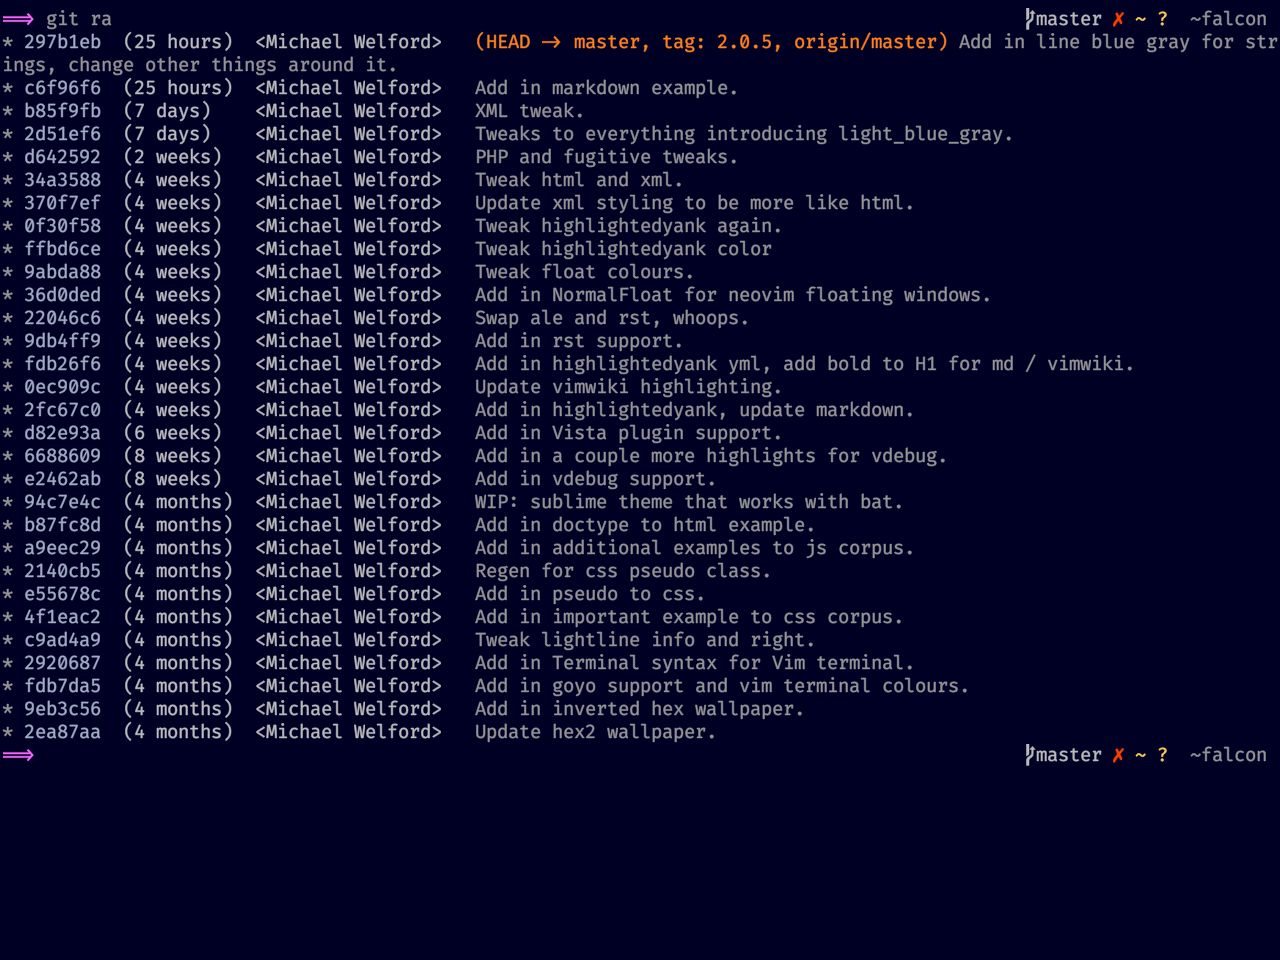 ⟹ git ra master ✗ ~ ? ~falcon
* 297b1eb (25 hours) <Michael Welford> (HEAD -> master, tag: 2.0.5, origin/master) Add in line blue gray for str
ings, change other things around it.
* c6f96f6 (25 hours) <Michael Welford> Add in markdown example.
* b85f9fb (7 days) <Michael Welford> XML tweak.
* 2d51ef6 (7 days) <Michael Welford> Tweaks to everything introducing light_blue_gray.
* d642592 (2 weeks) <Michael Welford> PHP and fugitive tweaks.
* 34a3588 (4 weeks) <Michael Welford> Tweak html and xml.
* 370f7ef (4 weeks) <Michael Welford> Update xml styling to be more like html.
* 0f30f58 (4 weeks) <Michael Welford> Tweak highlightedyank again.
* ffbd6ce (4 weeks) <Michael Welford> Tweak highlightedyank color
* 9abda88 (4 weeks) <Michael Welford> Tweak float colours.
* 36d0ded (4 weeks) <Michael Welford> Add in NormalFloat for neovim floating windows.
* 22046c6 (4 weeks) <Michael Welford> Swap ale and rst, whoops.
* 9db4ff9 (4 weeks) <Michael Welford> Add in rst support.
* fdb26f6 (4 weeks) <Michael Welford> Add in highlightedyank yml, add bold to H1 for md / vimwiki.
* 0ec909c (4 weeks) <Michael Welford> Update vimwiki highlighting.
* 2fc67c0 (4 weeks) <Michael Welford> Add in highlightedyank, update markdown.
* d82e93a (6 weeks) <Michael Welford> Add in Vista plugin support.
* 6688609 (8 weeks) <Michael Welford> Add in a couple more highlights for vdebug.
* e2462ab (8 weeks) <Michael Welford> Add in vdebug support.
* 94c7e4c (4 months) <Michael Welford> WIP: sublime theme that works with bat.
* b87fc8d (4 months) <Michael Welford> Add in doctype to html example.
* a9eec29 (4 months) <Michael Welford> Add in additional examples to js corpus.
* 2140cb5 (4 months) <Michael Welford> Regen for css pseudo class.
* e55678c (4 months) <Michael Welford> Add in pseudo to css.
* 4f1eac2 (4 months) <Michael Welford> Add in important example to css corpus.
* c9ad4a9 (4 months) <Michael Welford> Tweak lightline info and right.
* 2920687 (4 months) <Michael Welford> Add in Terminal syntax for Vim terminal.
* fdb7da5 (4 months) <Michael Welford> Add in goyo support and vim terminal colours.
* 9eb3c56 (4 months) <Michael Welford> Add in inverted hex wallpaper.
* 2ea87aa (4 months) <Michael Welford> Update hex2 wallpaper.
⟹ master ✗ ~ ? ~falcon